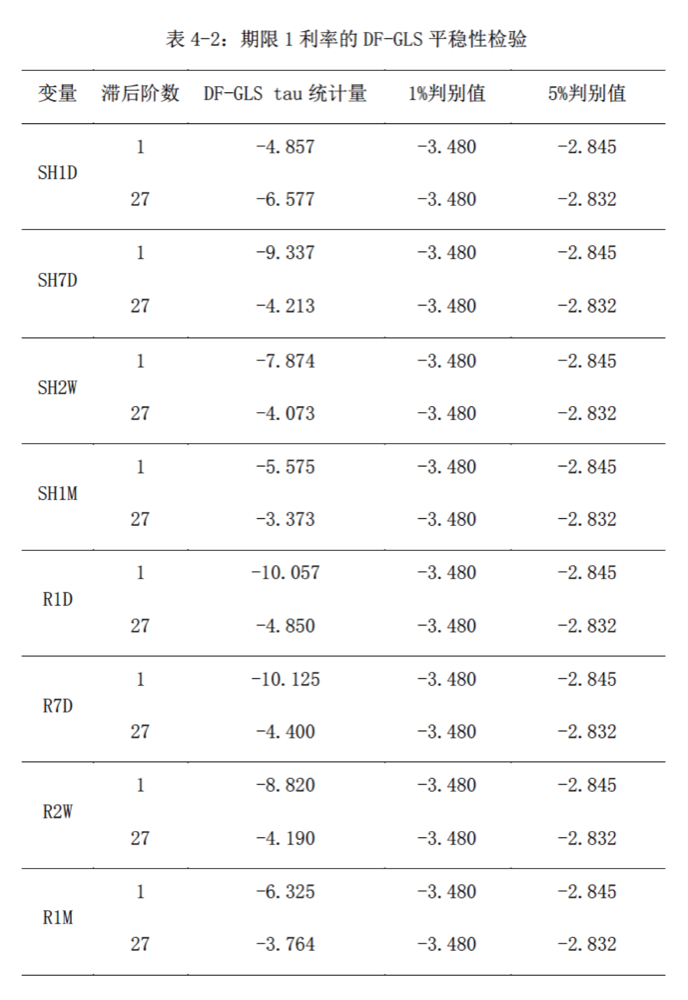 表 4-2：期限 1 利率的 DF-GLS 平稳性检验
变量 滞后阶数 DF-GLS tau 统计量 1%判别值 5%判别值
SH1D
1 -4.857 -3.480 -2.845
27 -6.577 -3.480 -2.832
SH7D
1 -9.337 -3.480 -2.845
27 -4.213 -3.480 -2.832
SH2W
1 -7.874 -3.480 -2.845
27 -4.073 -3.480 -2.832
SH1M
1 -5.575 -3.480 -2.845
27 -3.373 -3.480 -2.832
R1D
1 -10.057 -3.480 -2.845
27 -4.850 -3.480 -2.832
R7D
1 -10.125 -3.480 -2.845
27 -4.400 -3.480 -2.832
R2W
1 -8.820 -3.480 -2.845
27 -4.190 -3.480 -2.832
R1M
1 -6.325 -3.480 -2.845
27 -3.764 -3.480 -2.832